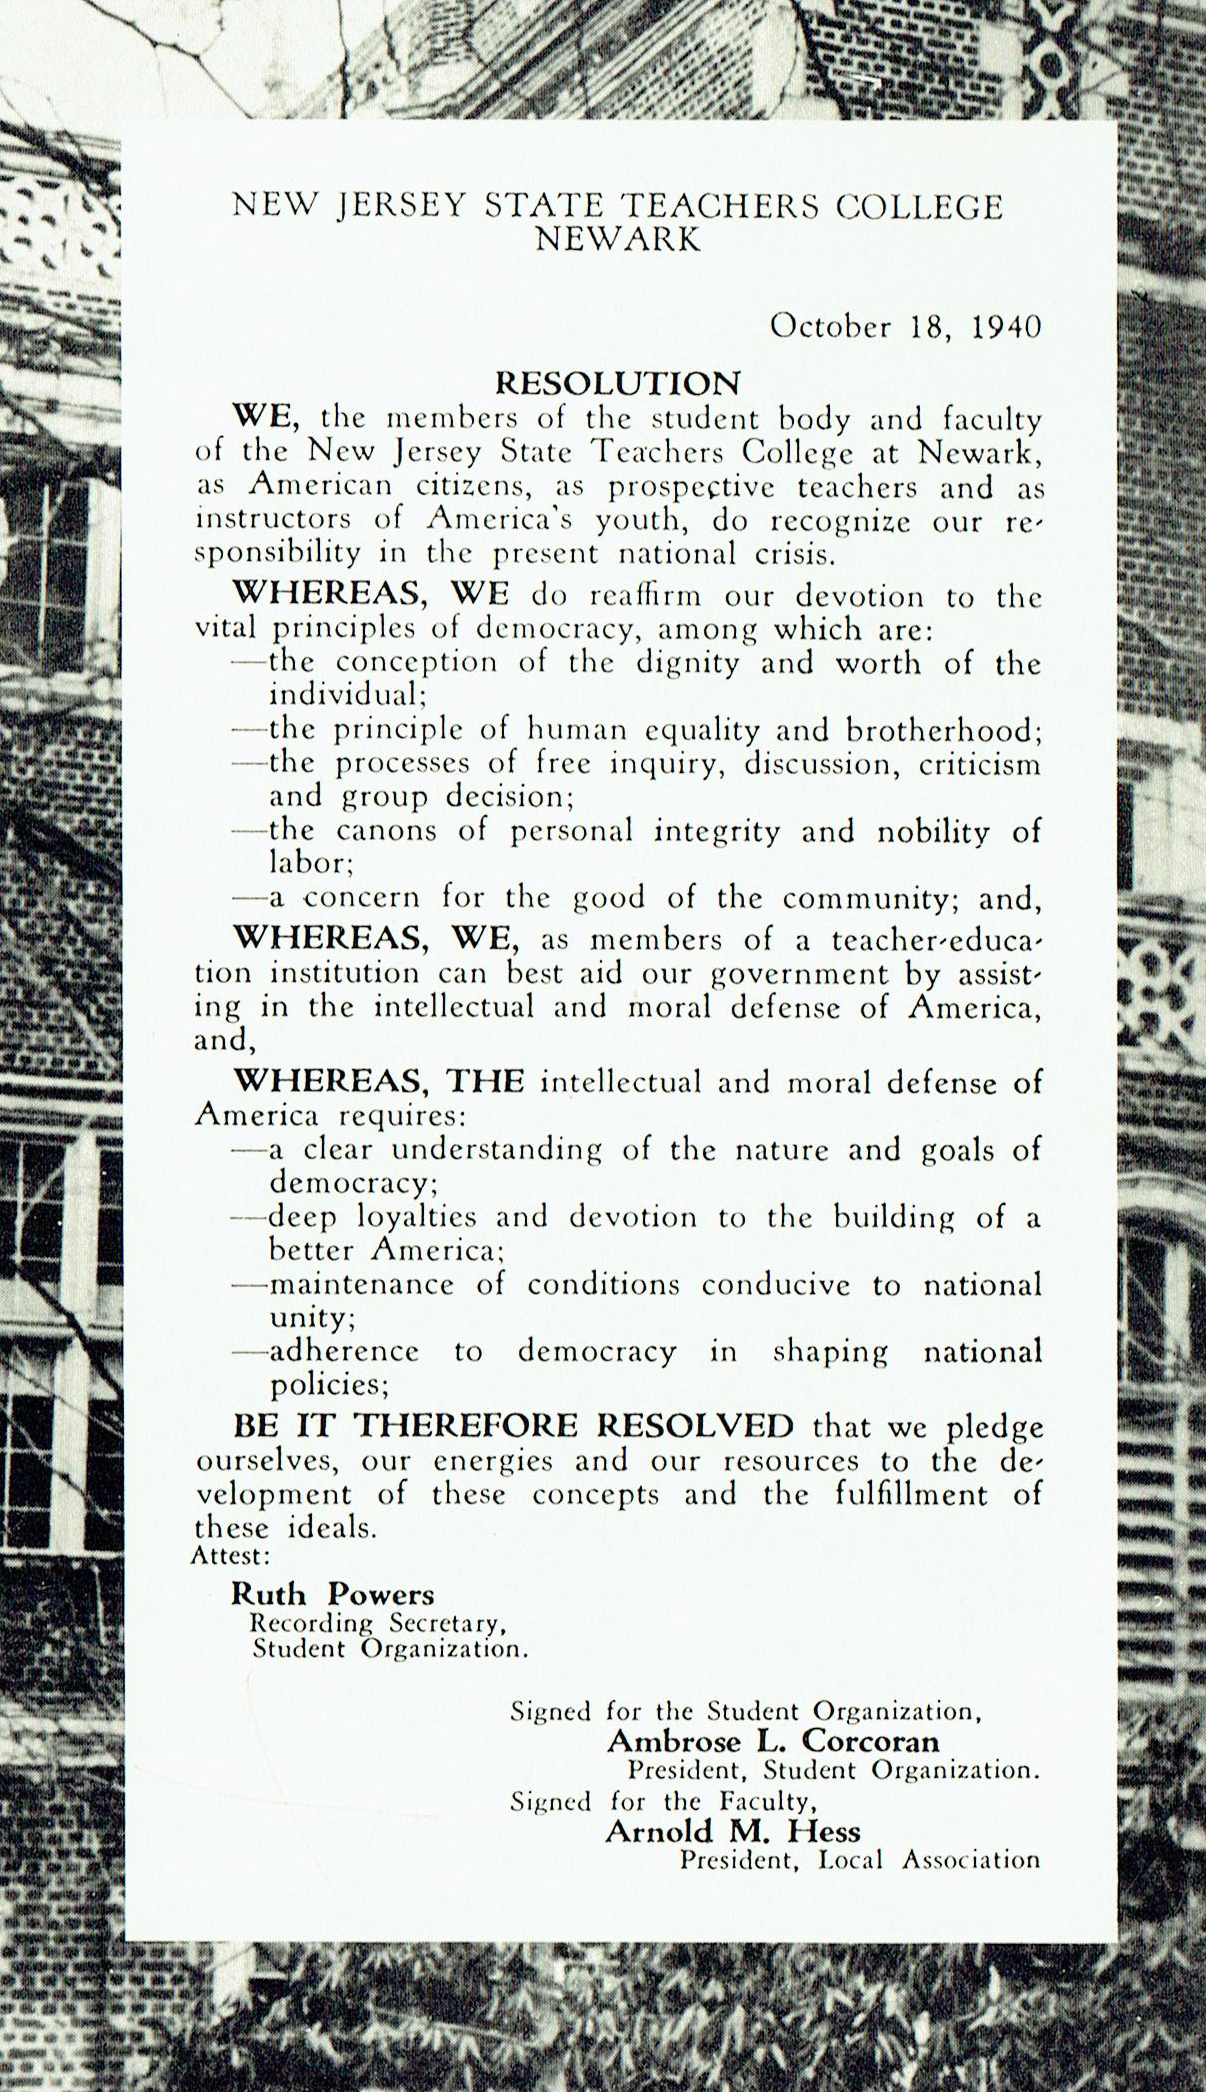 NEW JERSEY STATE TEACHERS COLLEGE
NEWARK
October 18, 1940
RESOLUTION
WE, the members of the student body and faculty
of the New Jersey State Teachers College at Newark,
as American citizens, as prospective teachers and as
instructors of America's youth, do recognize our re-
sponsibility in the present national crisis.
WHEREAS, WE do reaffirm our devotion to the
vital principles of democracy, among which are:
—the conception of the dignity and worth of the
individual;
—the principle of human equality and brotherhood;
—the processes of free inquiry, discussion, criticism
and group decision;
—the canons of personal integrity and nobility of
labor;
—a concern for the good of the community; and,
WHEREAS, WE, as members of a teacher-educa-
tion institution can best aid our government by assist-
ing in the intellectual and moral defense of America,
and,
WHEREAS, THE intellectual and moral defense of
America requires:
—a clear understanding of the nature and goals of
democracy;
—deep loyalties and devotion to the building of a
better America;
—maintenance of conditions conducive to national
unity;
—adherence to democracy in shaping national
policies;
BE IT THEREFORE RESOLVED that we pledge
ourselves, our energies and our resources to the de-
velopment of these concepts and the fulfillment of
these ideals.
Attest:
Ruth Powers
Recording Secretary,
Student Organization.
Signed for the Student Organization,
Ambrose L. Corcoran
President, Student Organization.
Signed for the Faculty,
Arnold M. Hess
President, Local Association